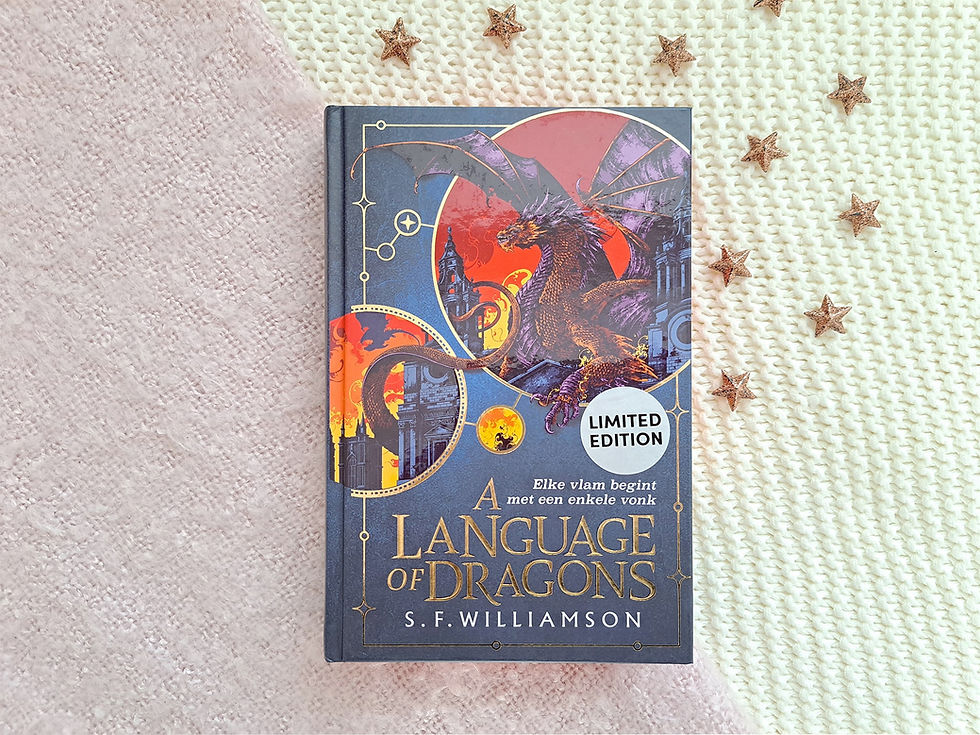 LIMITED
EDITION
Elke vlam begint
met een enkele vonk
A
LANGUAGE
OF DRAGONS
S.F. WILLIAMSON